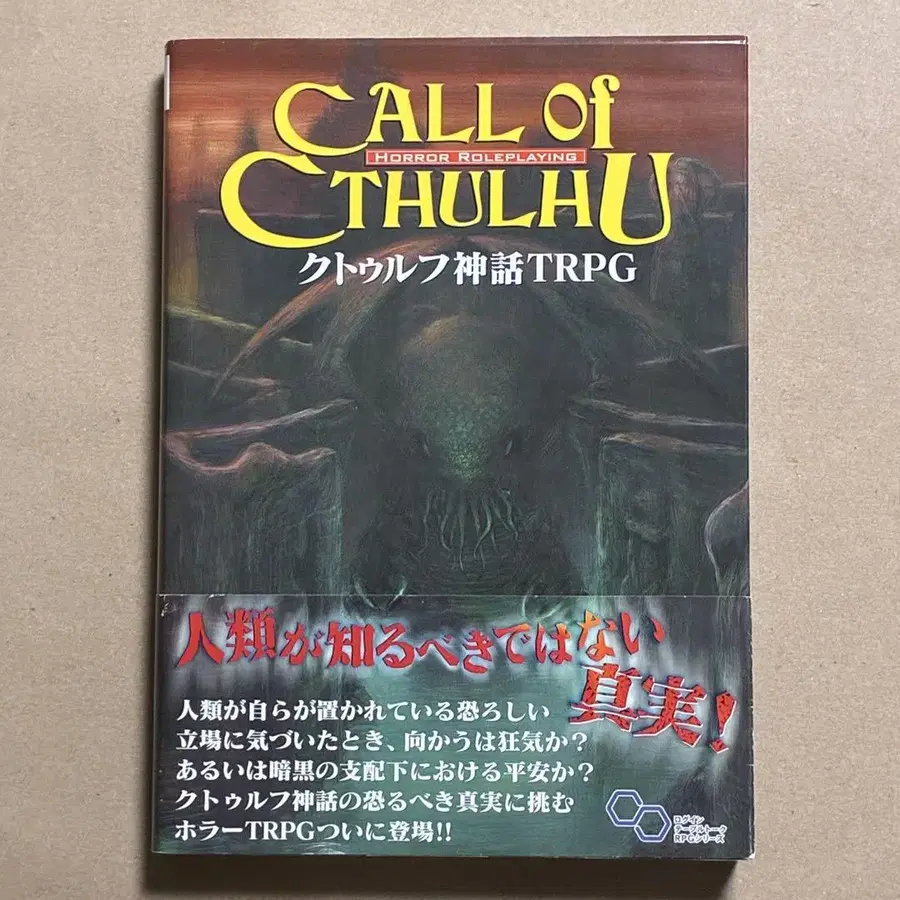 CALL of
HORROR ROLEPLAYING
CTHULHU
クトゥルフ神話TRPG
人類が知るべきではない
真実!
人類が自らが置かれている恐ろしい
立場に気づいたとき、向かうは狂気か?
あるいは暗黒の支配下における平安か?
クトゥルフ神話の恐るべき真実に挑む
ホラーTRPGついに登場!!
ログイン
テーブルトーク
RPGシリーズ